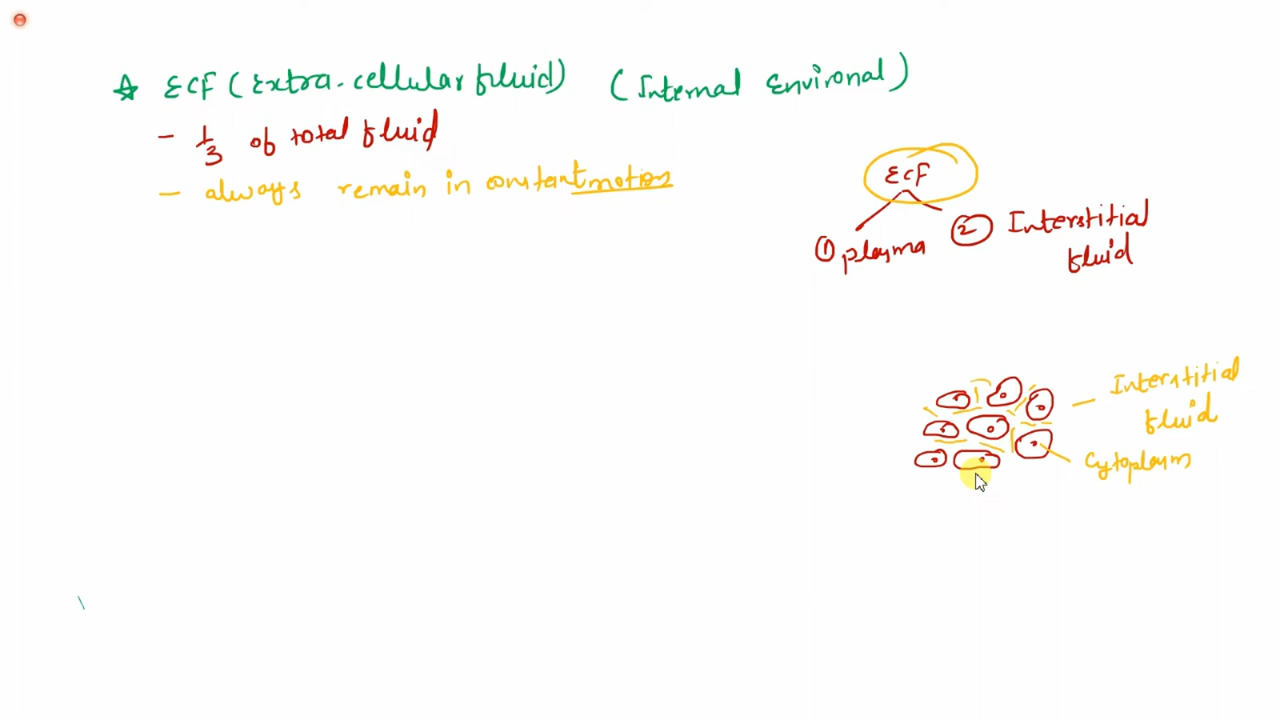 ☆ ECF (Extra-cellular fluid) (Internal Environal)
- 1/3 of total fluid
- always remain in constant motion
ECF
① plasma
② Interstitial
fluid
Interstitial
fluid
Cytoplasm